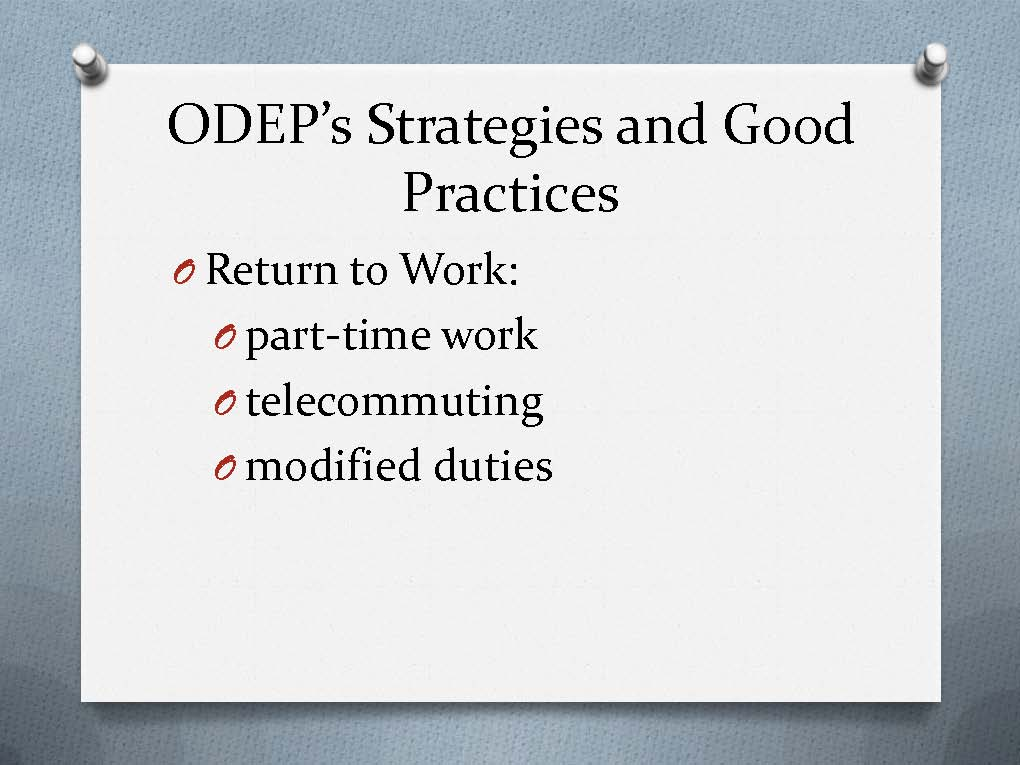 ODEP’s Strategies and Good
Practices
Return to Work:
part-time work
telecommuting
modified duties